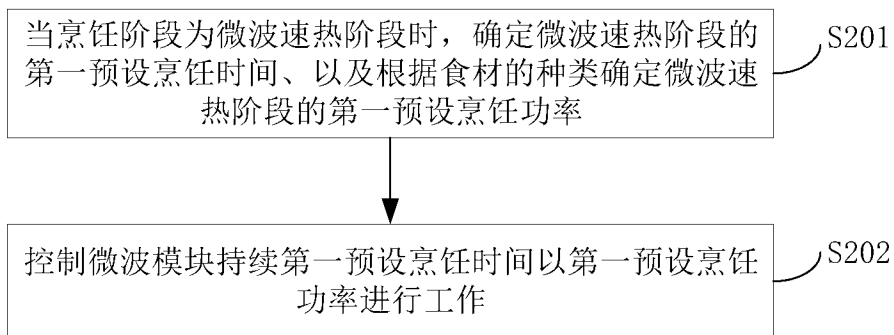 当烹饪阶段为微波速热阶段时，确定微波速热阶段的
第一预设烹饪时间、以及根据食材的种类确定微波速
热阶段的第一预设烹饪功率
S201
控制微波模块持续第一预设烹饪时间以第一预设烹饪
功率进行工作
S202